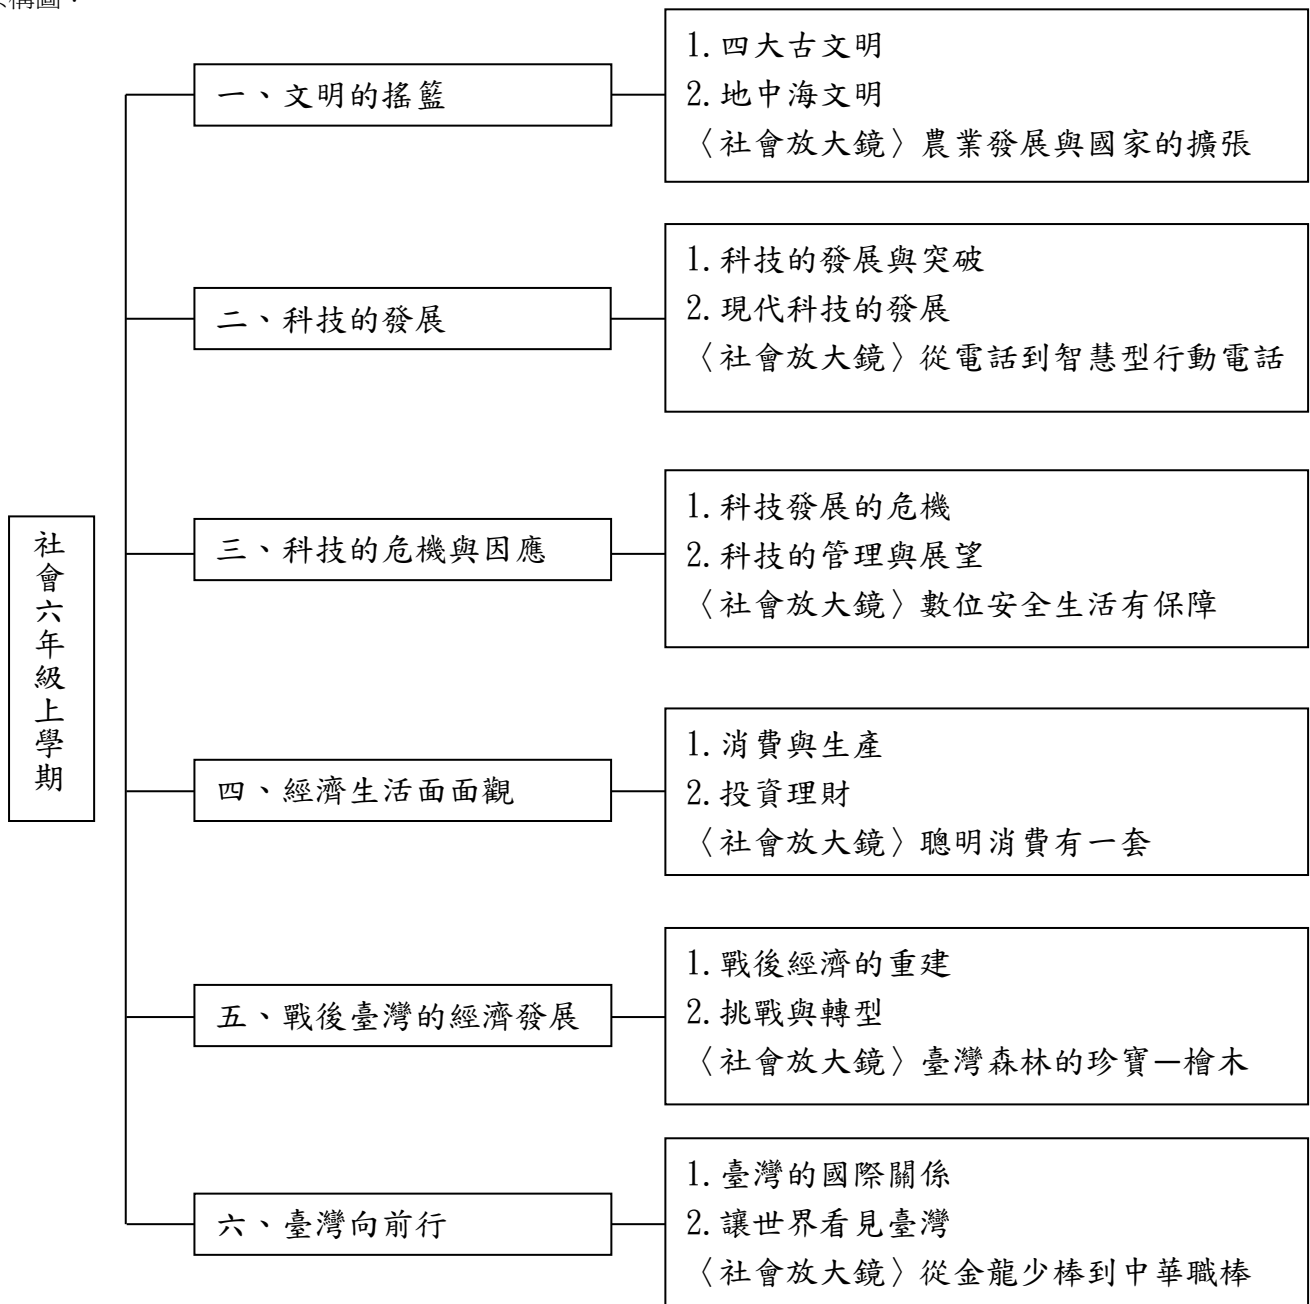 構圖：
社會六年級上學期
一、文明的搖籃
1.四大古文明
2.地中海文明
〈社會放大鏡〉農業發展與國家的擴張
二、科技的發展
1.科技的發展與突破
2.現代科技的發展
〈社會放大鏡〉從電話到智慧型行動電話
三、科技的危機與因應
1.科技發展的危機
2.科技的管理與展望
〈社會放大鏡〉數位安全生活有保障
四、經濟生活面面觀
1.消費與生產
2.投資理財
〈社會放大鏡〉聰明消費有一套
五、戰後臺灣的經濟發展
1.戰後經濟的重建
2.挑戰與轉型
〈社會放大鏡〉臺灣森林的珍寶—檜木
六、臺灣向前行
1.臺灣的國際關係
2.讓世界看見臺灣
〈社會放大鏡〉從金龍少棒到中華職棒